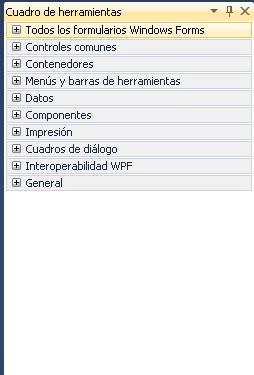 Cuadro de herramientas
Todos los formularios Windows Forms
Controles comunes
Contenedores
Menús y barras de herramientas
Datos
Componentes
Impresión
Cuadros de diálogo
Interoperabilidad WPF
General